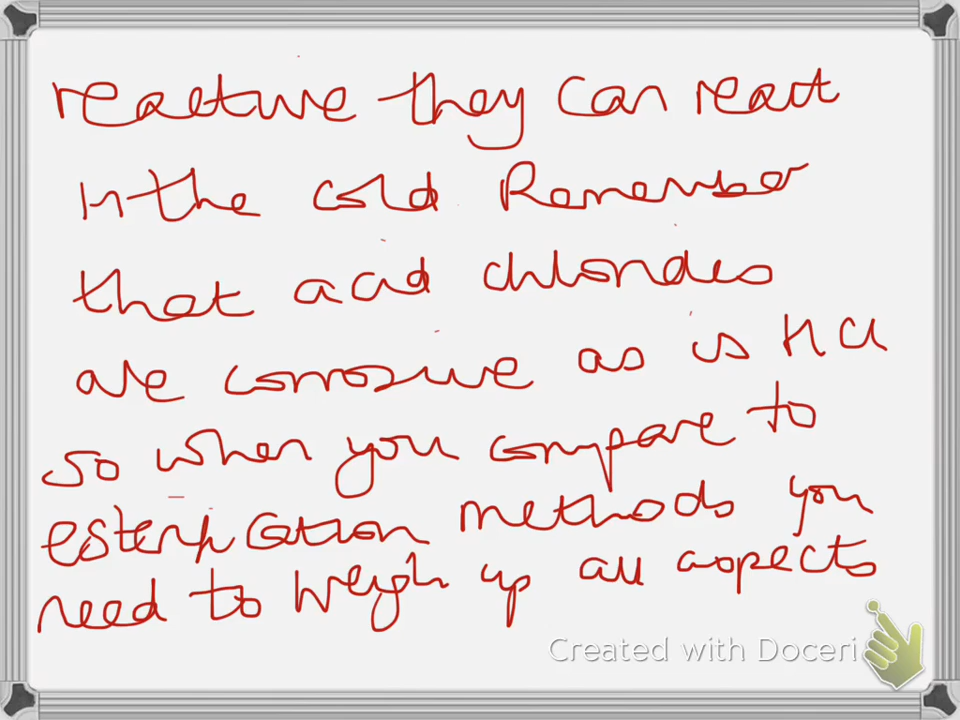 reactive they can react
In the cold Remember
that acid chlorides
are corrosive as is HCl
so when you compare to
esterification methods you
need to weigh up all aspects
Created with Doceri